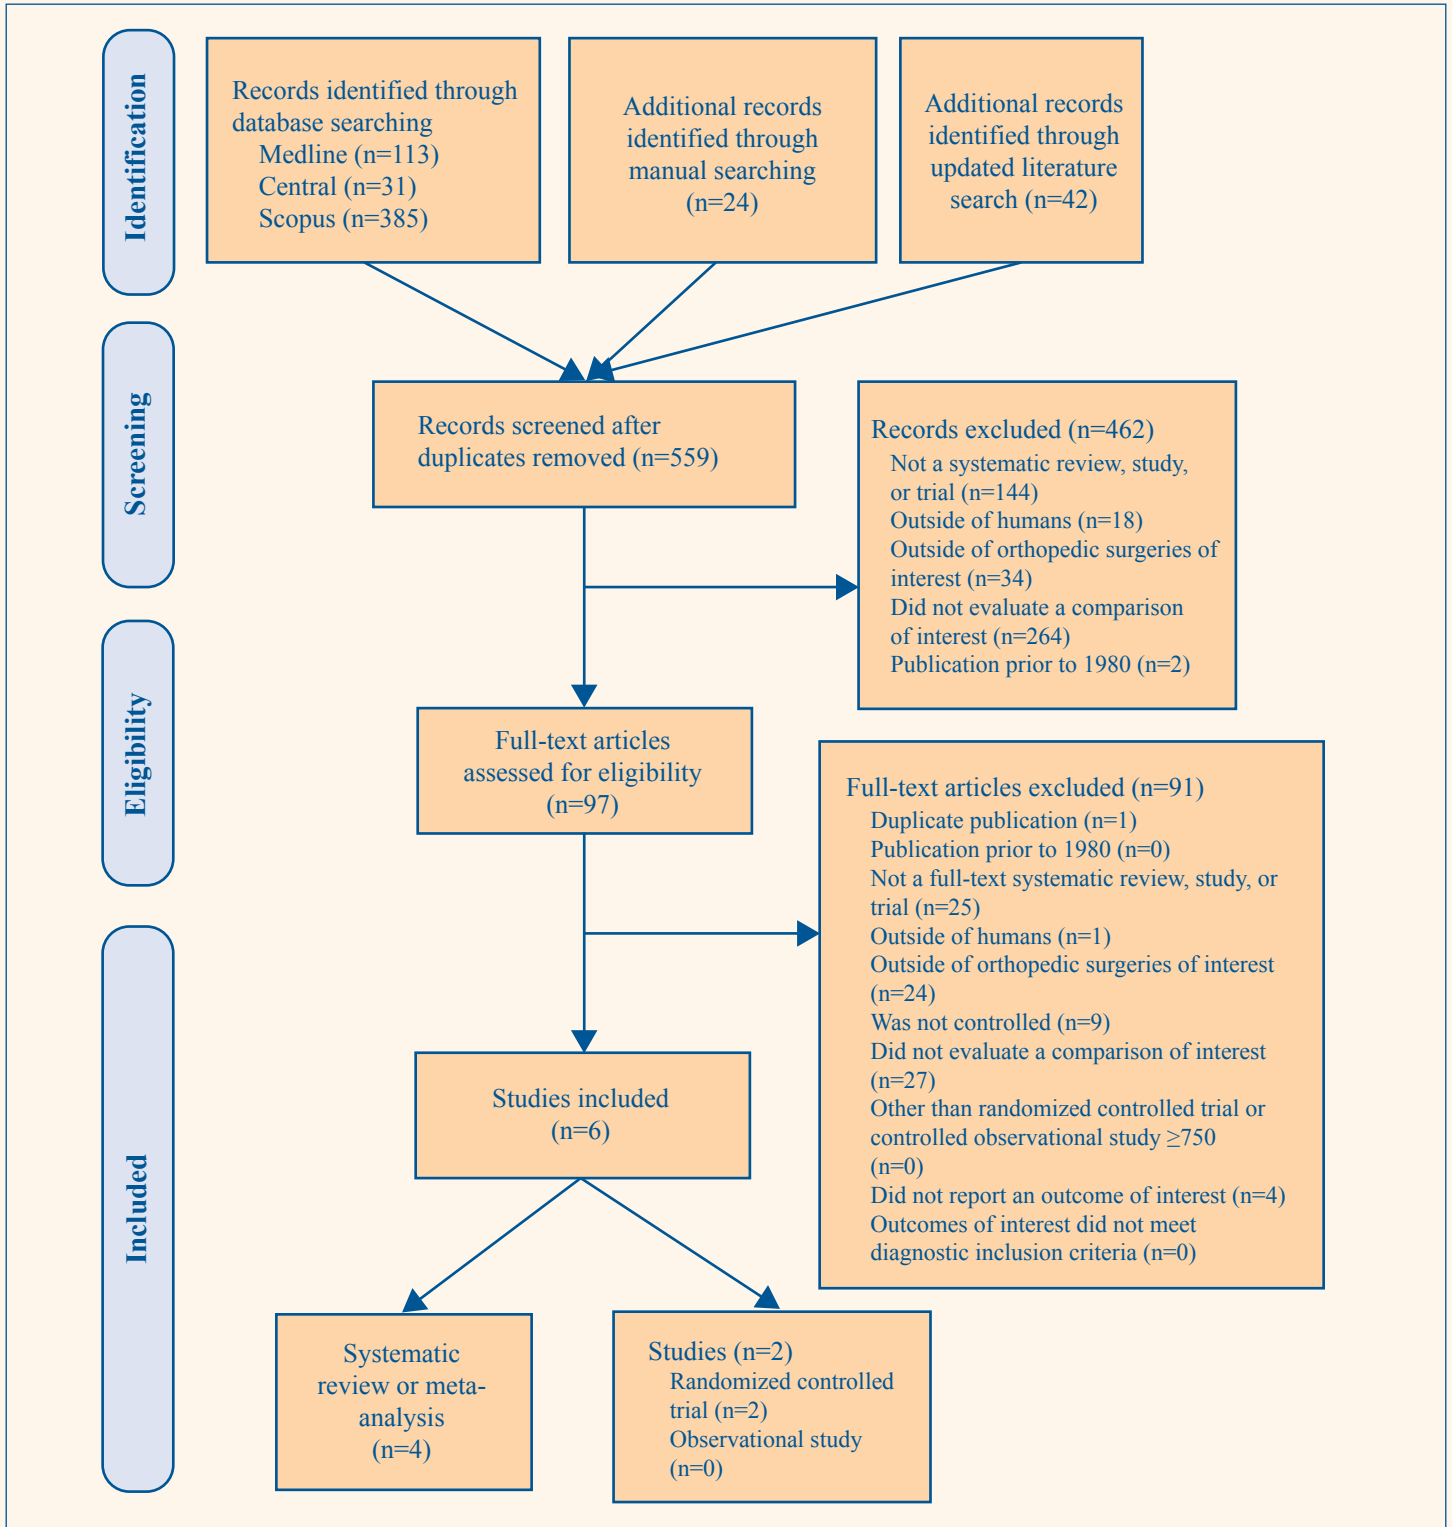 Identification
Records identified through
database searching
Medline (n=113)
Central (n=31)
Scopus (n=385)
Additional records
identified through
manual searching
(n=24)
Additional records
identified through
updated literature
search (n=42)
Screening
Records screened after
duplicates removed (n=559)
Records excluded (n=462)
Not a systematic review, study,
or trial (n=144)
Outside of humans (n=18)
Outside of orthopedic surgeries of
interest (n=34)
Did not evaluate a comparison
of interest (n=264)
Publication prior to 1980 (n=2)
Eligibility
Full-text articles
assessed for eligibility
(n=97)
Full-text articles excluded (n=91)
Duplicate publication (n=1)
Publication prior to 1980 (n=0)
Not a full-text systematic review, study, or
trial (n=25)
Outside of humans (n=1)
Outside of orthopedic surgeries of interest
(n=24)
Was not controlled (n=9)
Did not evaluate a comparison of interest
(n=27)
Other than randomized controlled trial or
controlled observational study ≥750
(n=0)
Did not report an outcome of interest (n=4)
Outcomes of interest did not meet
diagnostic inclusion criteria (n=0)
Included
Studies included
(n=6)
Systematic
review or meta-
analysis
(n=4)
Studies (n=2)
Randomized controlled
trial (n=2)
Observational study
(n=0)